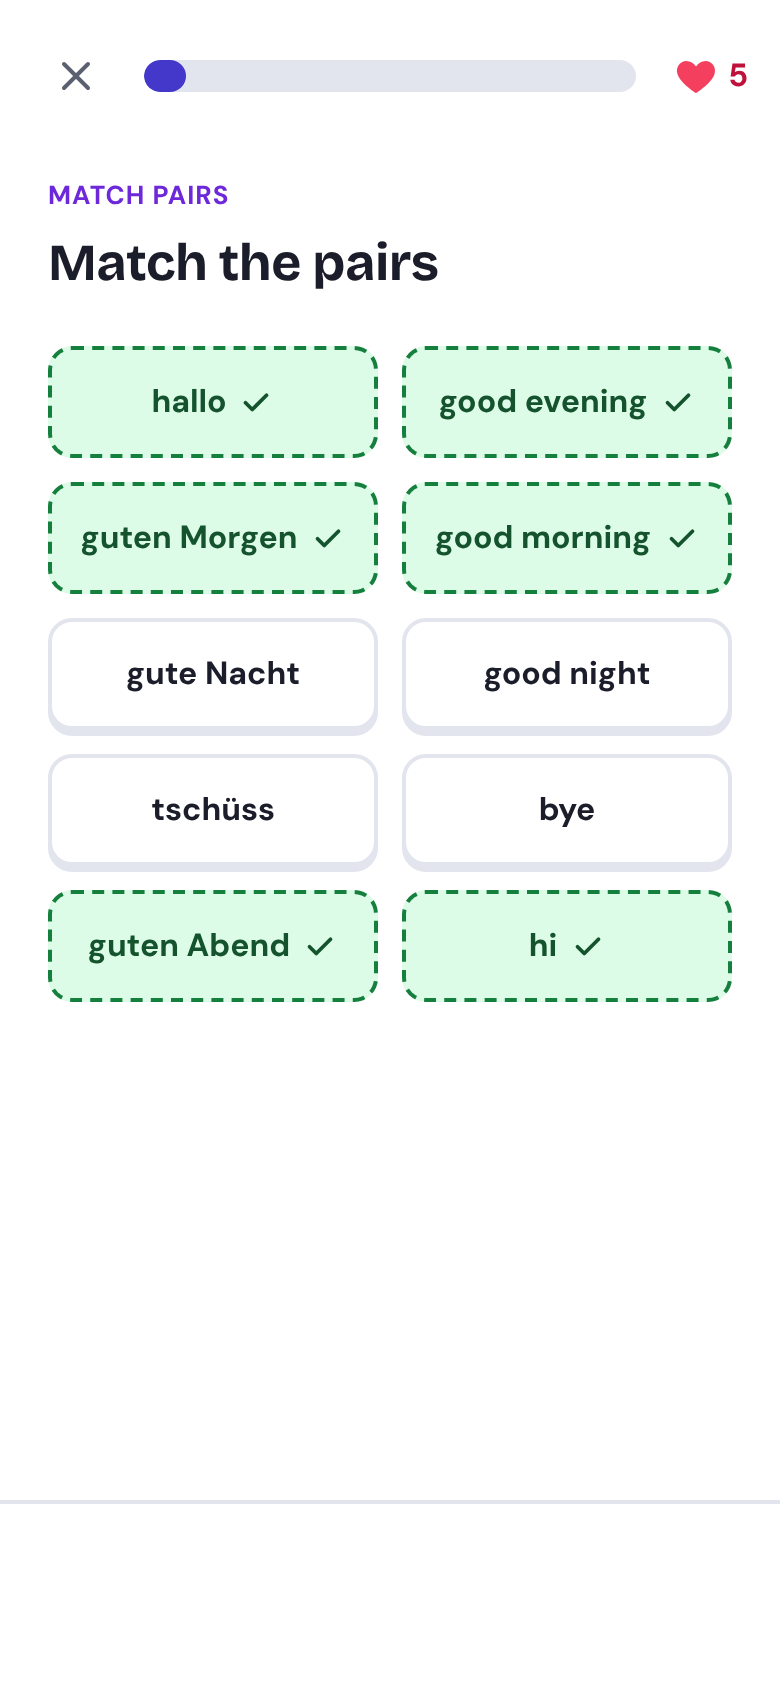 5
MATCH PAIRS
Match the pairs
hallo
good evening
guten Morgen
good morning
gute Nacht
good night
tschüss
bye
guten Abend
hi